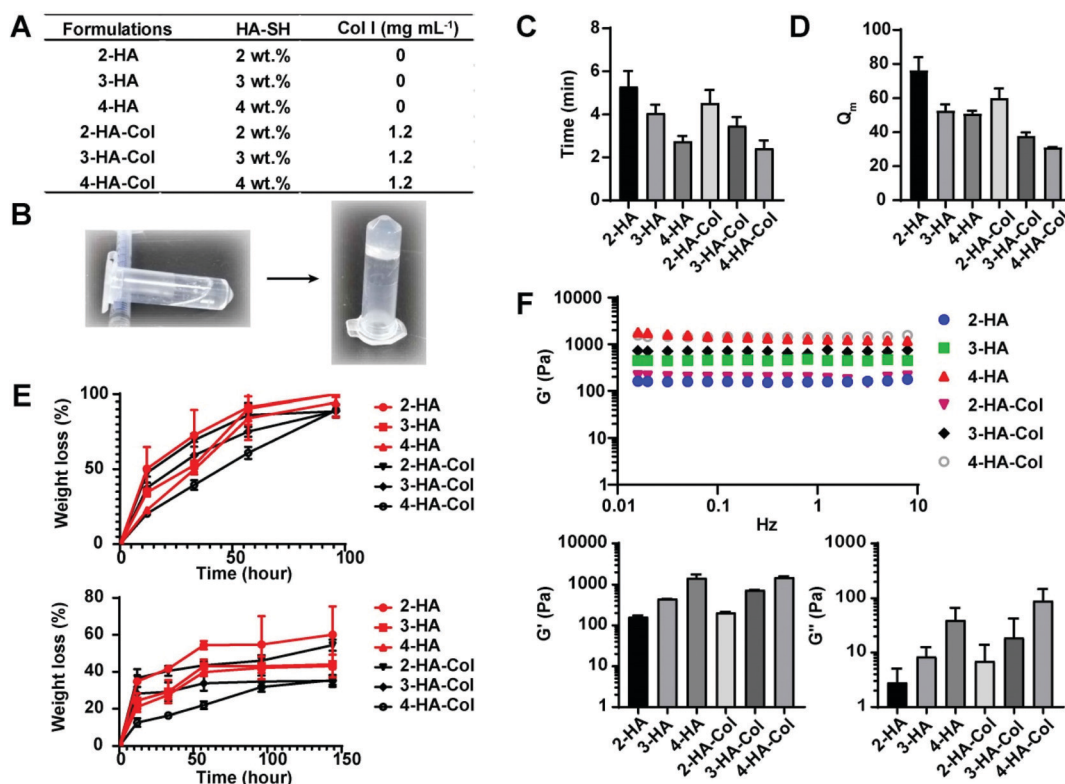 A
Formulations HA-SH Col I (mg mL⁻¹)
2-HA 2 wt.% 0
3-HA 3 wt.% 0
4-HA 4 wt.% 0
2-HA-Col 2 wt.% 1.2
3-HA-Col 3 wt.% 1.2
4-HA-Col 4 wt.% 1.2
B
C
Time (min)
8
6
4
2
0
2-HA
3-HA
4-HA
2-HA-Col
3-HA-Col
4-HA-Col
D
Qm
100
80
60
40
20
0
2-HA
3-HA
4-HA
2-HA-Col
3-HA-Col
4-HA-Col
E
Weight loss (%)
100
50
0
0 50 100
Time (hour)
2-HA
3-HA
4-HA
2-HA-Col
3-HA-Col
4-HA-Col
Weight loss (%)
80
60
40
20
0
0 50 100 150
Time (hour)
2-HA
3-HA
4-HA
2-HA-Col
3-HA-Col
4-HA-Col
F
G' (Pa)
10000
1000
100
10
1
0.01 0.1 1 10
Hz
2-HA
3-HA
4-HA
2-HA-Col
3-HA-Col
4-HA-Col
G' (Pa)
10000
1000
100
10
1
2-HA
3-HA
4-HA
2-HA-Col
3-HA-Col
4-HA-Col
G'' (Pa)
1000
100
10
1
2-HA
3-HA
4-HA
2-HA-Col
3-HA-Col
4-HA-Col